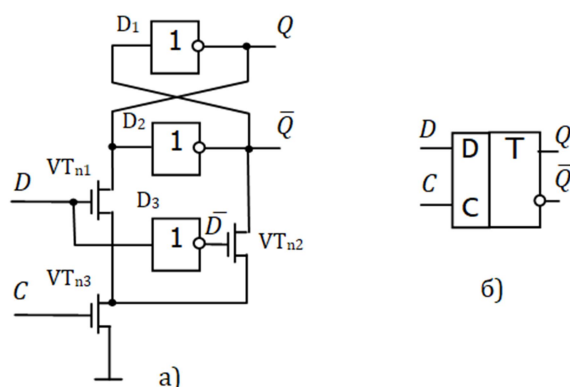 D₁ 1 Q
D₂ 1 Q̅
VTₙ₁
D D₃
1 D̅ VTₙ₂
VTₙ₃
C
а)
D D T Q
C C Q̅
б)